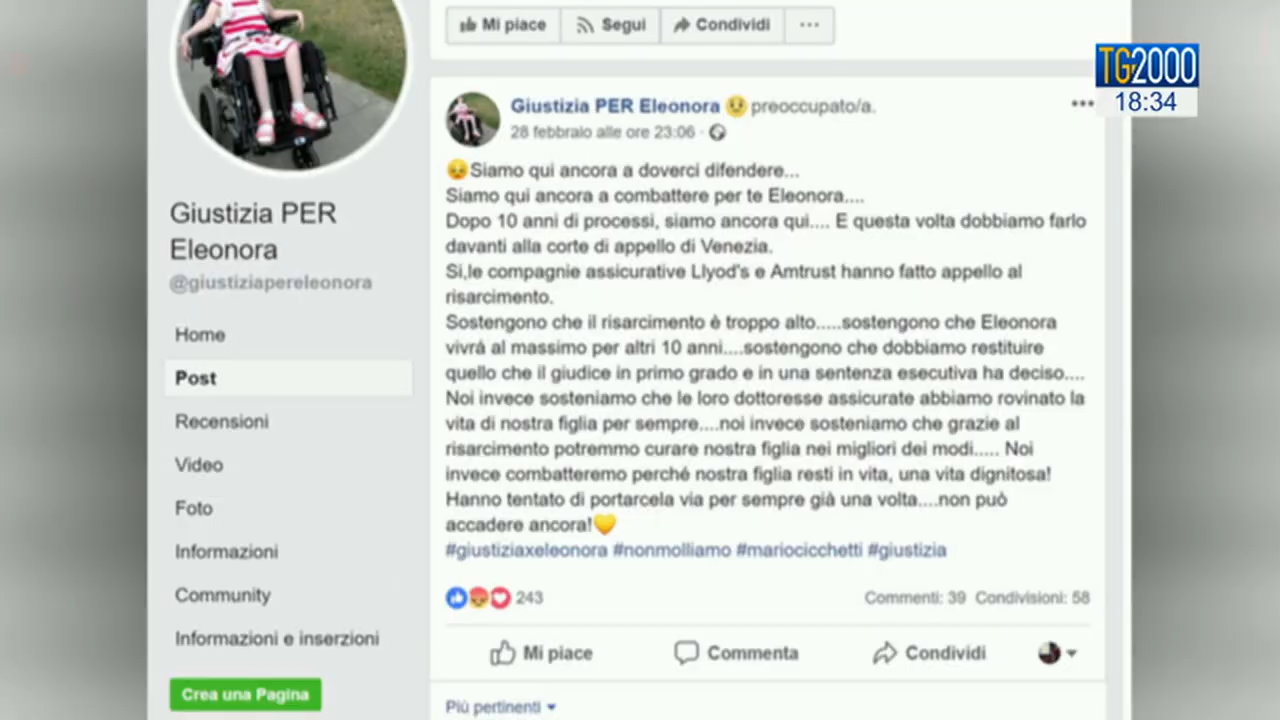 Mi piace
Segui
Condividi
TG2000
18:34
Giustizia PER Eleonora preoccupato/a.
28 febbraio alle ore 23:06 ·
😣Siamo qui ancora a doverci difendere...
Siamo qui ancora a combattere per te Eleonora....
Dopo 10 anni di processi, siamo ancora qui.... E questa volta dobbiamo farlo
davanti alla corte di appello di Venezia.
Si,le compagnie assicurative Llyod's e Amtrust hanno fatto appello al
risarcimento.
Sostengono che il risarcimento è troppo alto.....sostengono che Eleonora
vivrá al massimo per altri 10 anni....sostengono che dobbiamo restituire
quello che il giudice in primo grado e in una sentenza esecutiva ha deciso....
Noi invece sosteniamo che le loro dottoresse assicurate abbiamo rovinato la
vita di nostra figlia per sempre....noi invece sosteniamo che grazie al
risarcimento potremmo curare nostra figlia nei migliori dei modi..... Noi
invece combatteremo perché nostra figlia resti in vita, una vita dignitosa!
Hanno tentato di portarcela via per sempre già una volta....non può
accadere ancora!💛
#giustiziaxeleonora #nonmolliamo #mariocicchetti #giustizia
243
Commenti: 39 Condivisioni: 58
Mi piace
Commenta
Condividi
Più pertinenti
Giustizia PER
Eleonora
@giustiziapereleonora
Home
Post
Recensioni
Video
Foto
Informazioni
Community
Informazioni e inserzioni
Crea una Pagina